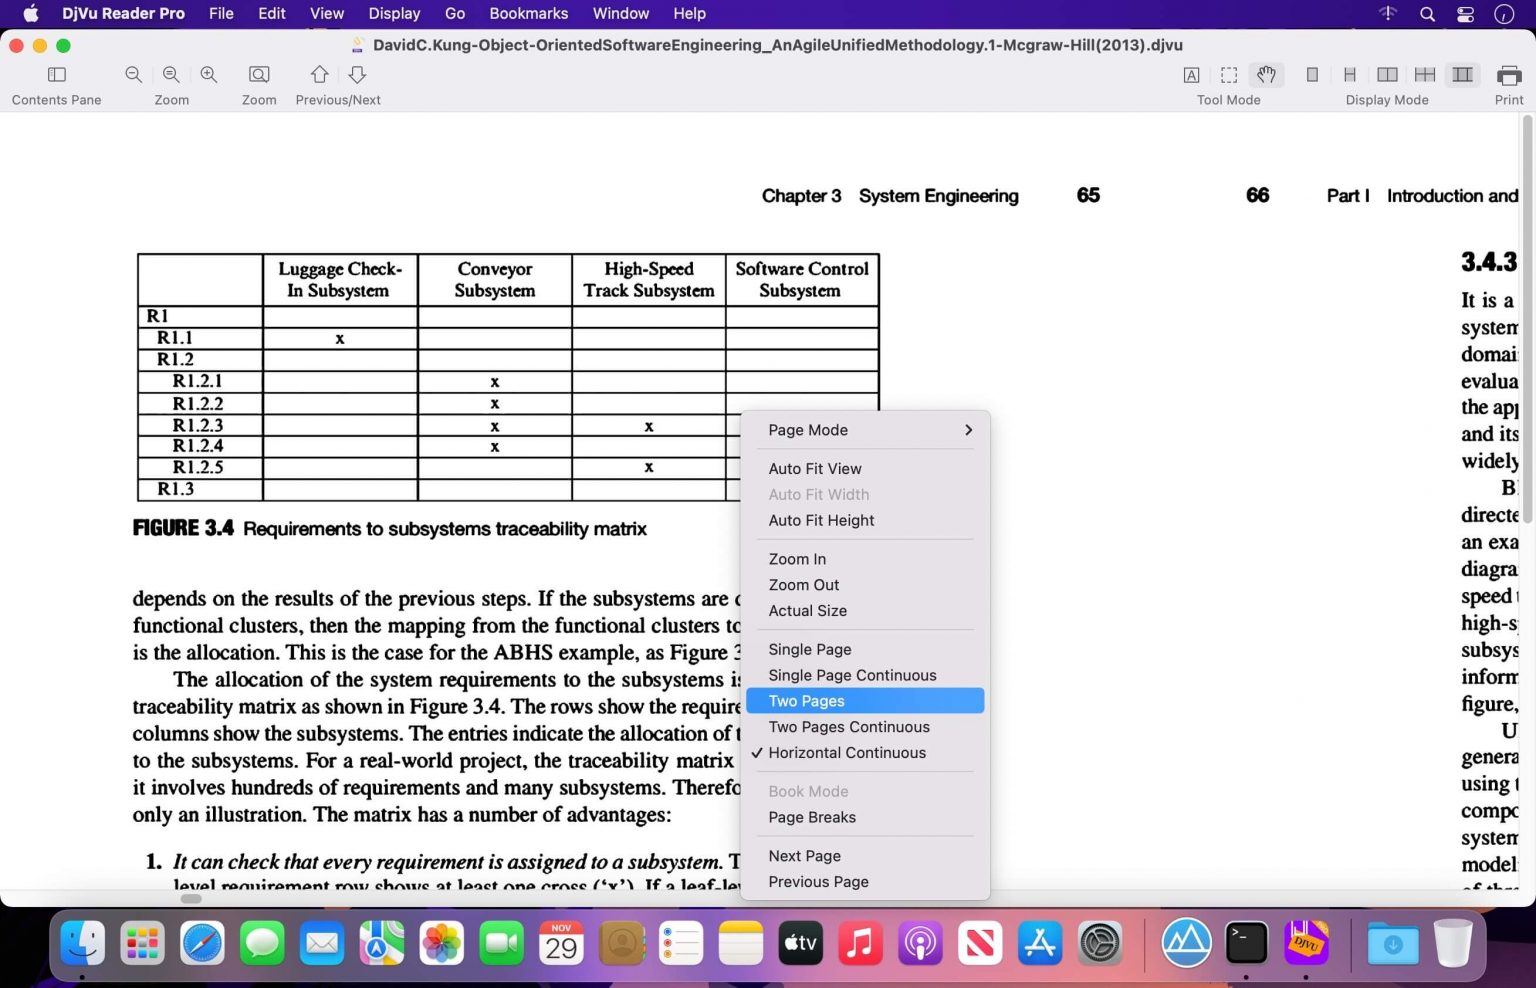 DjVu Reader Pro File Edit View Display Go Bookmarks Window Help
DavidC.Kung-Object-OrientedSoftwareEngineering_AnAgileUnifiedMethodology.1-Mcgraw-Hill(2013).djvu
Contents Pane Zoom Zoom Previous/Next Tool Mode Display Mode Print
Chapter 3 System Engineering 65
66 Part I Introduction and
Luggage Check-In Subsystem Conveyor Subsystem High-Speed Track Subsystem Software Control Subsystem
R1
R1.1 x
R1.2
R1.2.1 x
R1.2.2 x
R1.2.3 x x
R1.2.4 x
R1.2.5 x
R1.3
FIGURE 3.4 Requirements to subsystems traceability matrix
depends on the results of the previous steps. If the subsystems are
functional clusters, then the mapping from the functional clusters to
is the allocation. This is the case for the ABHS example, as Figure 3
The allocation of the system requirements to the subsystems is
traceability matrix as shown in Figure 3.4. The rows show the require
columns show the subsystems. The entries indicate the allocation of
to the subsystems. For a real-world project, the traceability matrix
it involves hundreds of requirements and many subsystems. Therefo
only an illustration. The matrix has a number of advantages:
1. It can check that every requirement is assigned to a subsystem. T
level requirement row shows at least one cross ('x'). If a leaf-le
Page Mode
Auto Fit View
Auto Fit Width
Auto Fit Height
Zoom In
Zoom Out
Actual Size
Single Page
Single Page Continuous
Two Pages
Two Pages Continuous
✓ Horizontal Continuous
Book Mode
Page Breaks
Next Page
Previous Page
3.4.3
It is a
system
domai
evalua
the app
and its
widely
B
directe
an exa
diagra
speed
high-s
subsys
inform
figure,
U
genera
using
compo
system
model
NOV
29
tv
>_
DJVU